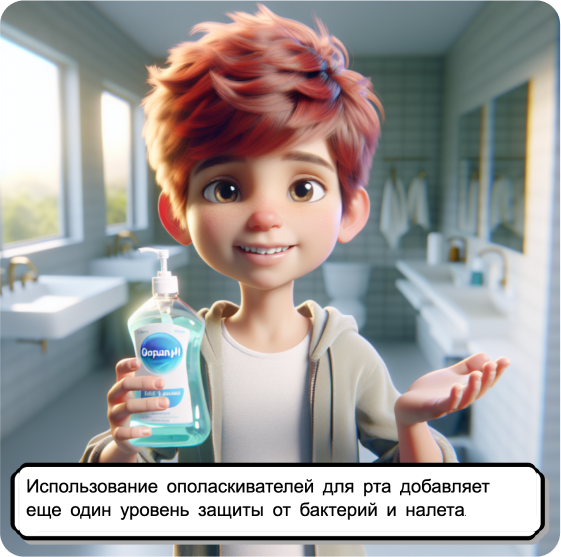 Использование ополаскивателей для рта добавляет
еще один уровень защиты от бактерий и налета.